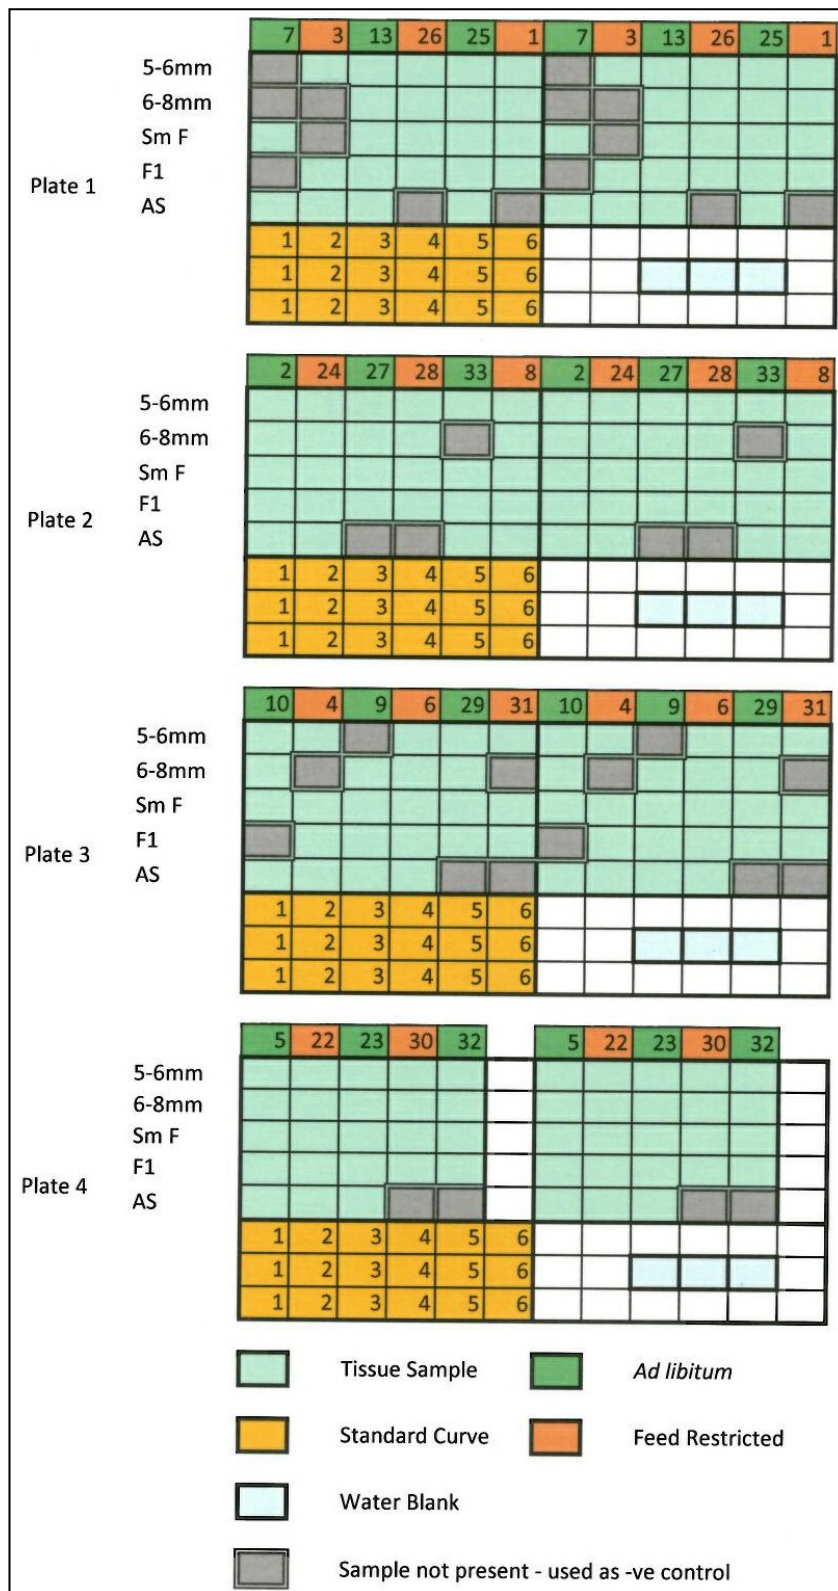 7 3 13 26 25 1 7 3 13 26 25 1
5-6mm
6-8mm
Sm F
F1
Plate 1
AS
1 2 3 4 5 6
1 2 3 4 5 6
1 2 3 4 5 6
2 24 27 28 33 8 2 24 27 28 33 8
5-6mm
6-8mm
Sm F
F1
Plate 2
AS
1 2 3 4 5 6
1 2 3 4 5 6
1 2 3 4 5 6
10 4 9 6 29 31 10 4 9 6 29 31
5-6mm
6-8mm
Sm F
F1
Plate 3
AS
1 2 3 4 5 6
1 2 3 4 5 6
1 2 3 4 5 6
5 22 23 30 32 5 22 23 30 32
5-6mm
6-8mm
Sm F
F1
Plate 4
AS
1 2 3 4 5 6
1 2 3 4 5 6
1 2 3 4 5 6
Tissue Sample Ad libitum
Standard Curve Feed Restricted
Water Blank
Sample not present - used as -ve control